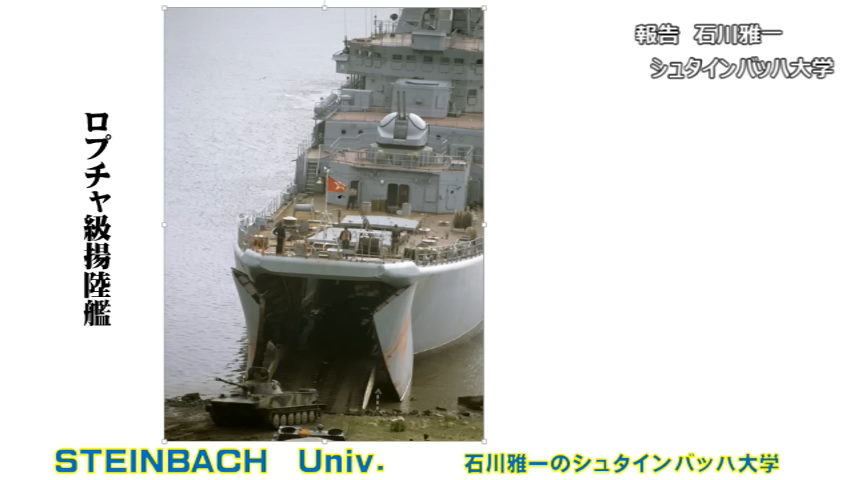 報告 石川雅一
シュタインバッハ大学
ロプチャ級揚陸艦
STEINBACH Univ.
石川雅一のシュタインバッハ大学